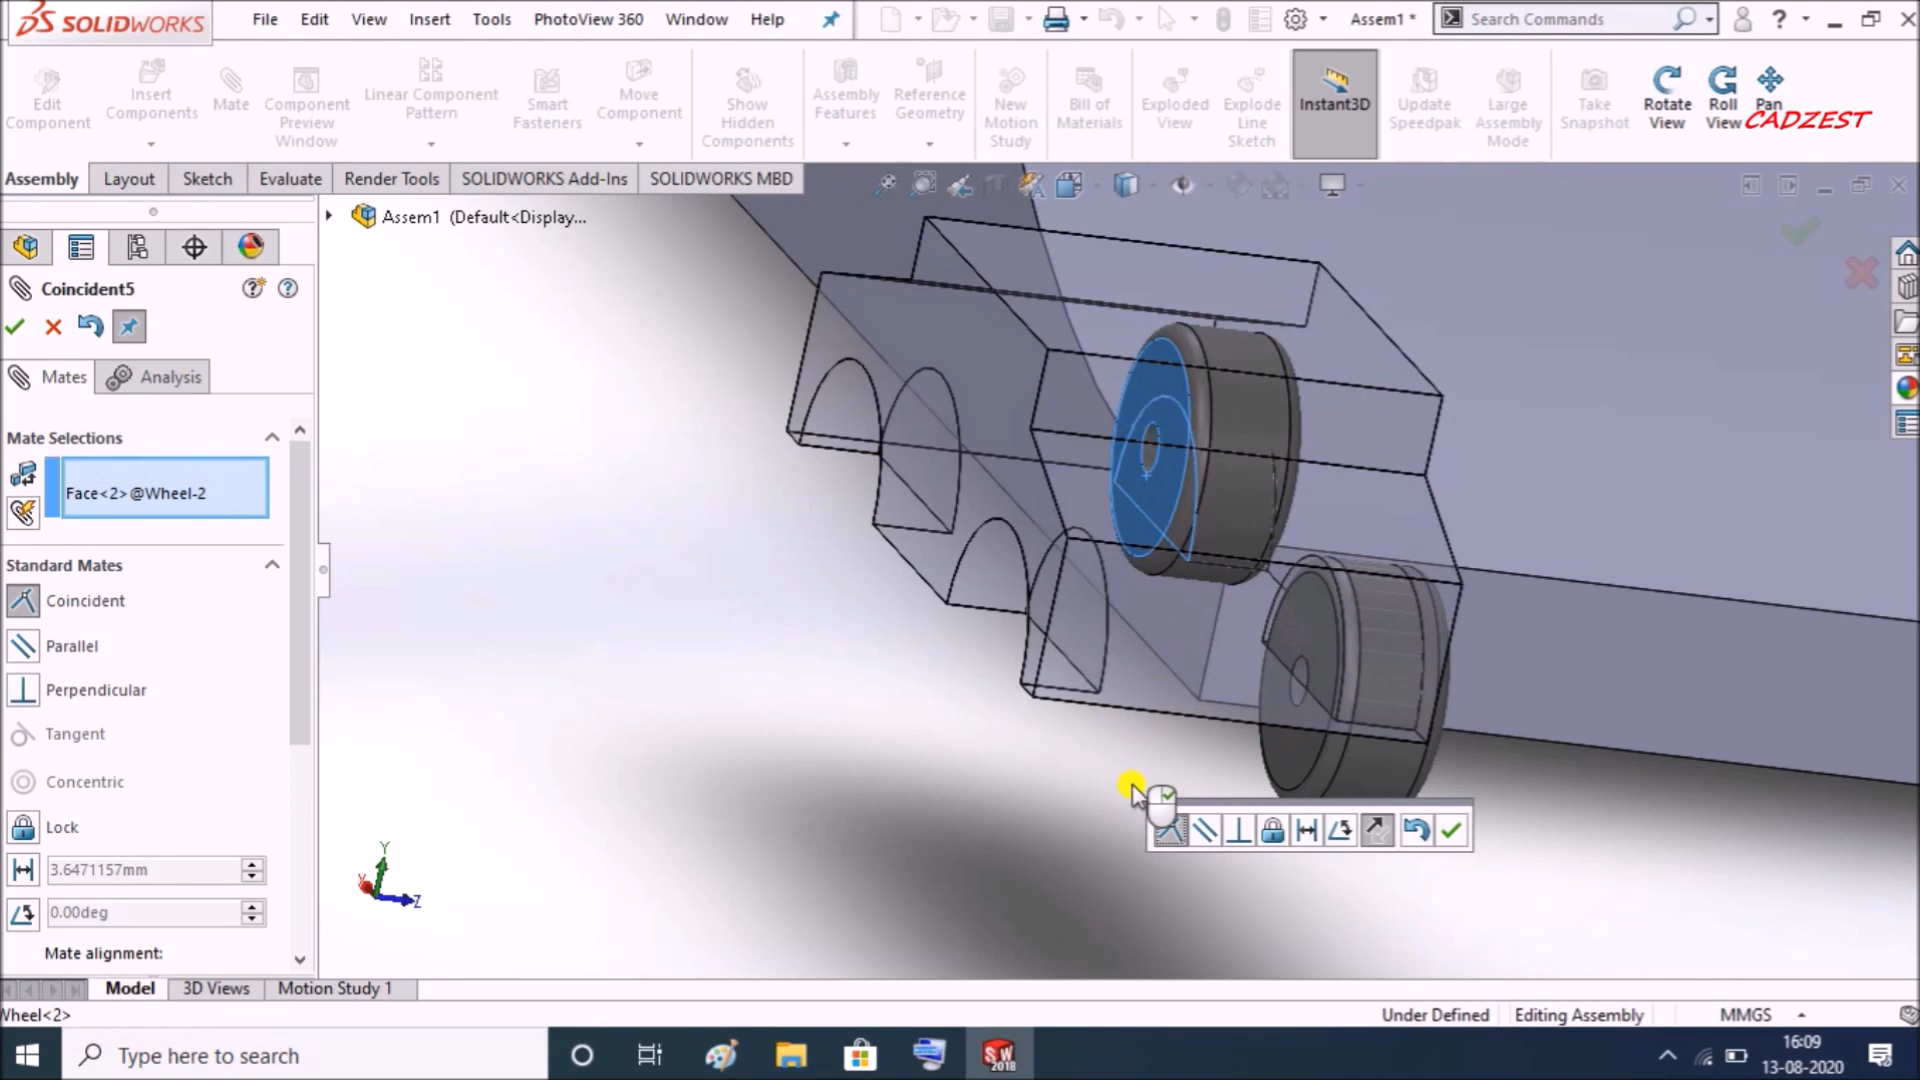 SOLIDWORKS File Edit View Insert Tools PhotoView 360 Window Help Assem1 * Search Commands ?
Edit Component
Insert Components
Mate
Component Preview Window
Linear Component Pattern
Smart Fasteners
Move Component
Show Hidden Components
Assembly Features
Reference Geometry
New Motion Study
Bill of Materials
Exploded View
Explode Line Sketch
Instant3D
Update Speedpak
Large Assembly Mode
Take Snapshot
Rotate View
Roll View
Pan
CADZEST
Assembly Layout Sketch Evaluate Render Tools SOLIDWORKS Add-Ins SOLIDWORKS MBD
Assem1 (Default<Display...
Coincident5
Mates Analysis
Mate Selections
Face<2>@Wheel-2
Standard Mates
Coincident
Parallel
Perpendicular
Tangent
Concentric
Lock
3.6471157mm
0.00deg
Mate alignment:
Y
X
Z
Model 3D Views Motion Study 1
Wheel<2> Under Defined Editing Assembly MMGS
Type here to search
SW 2018
16:09
13-08-2020